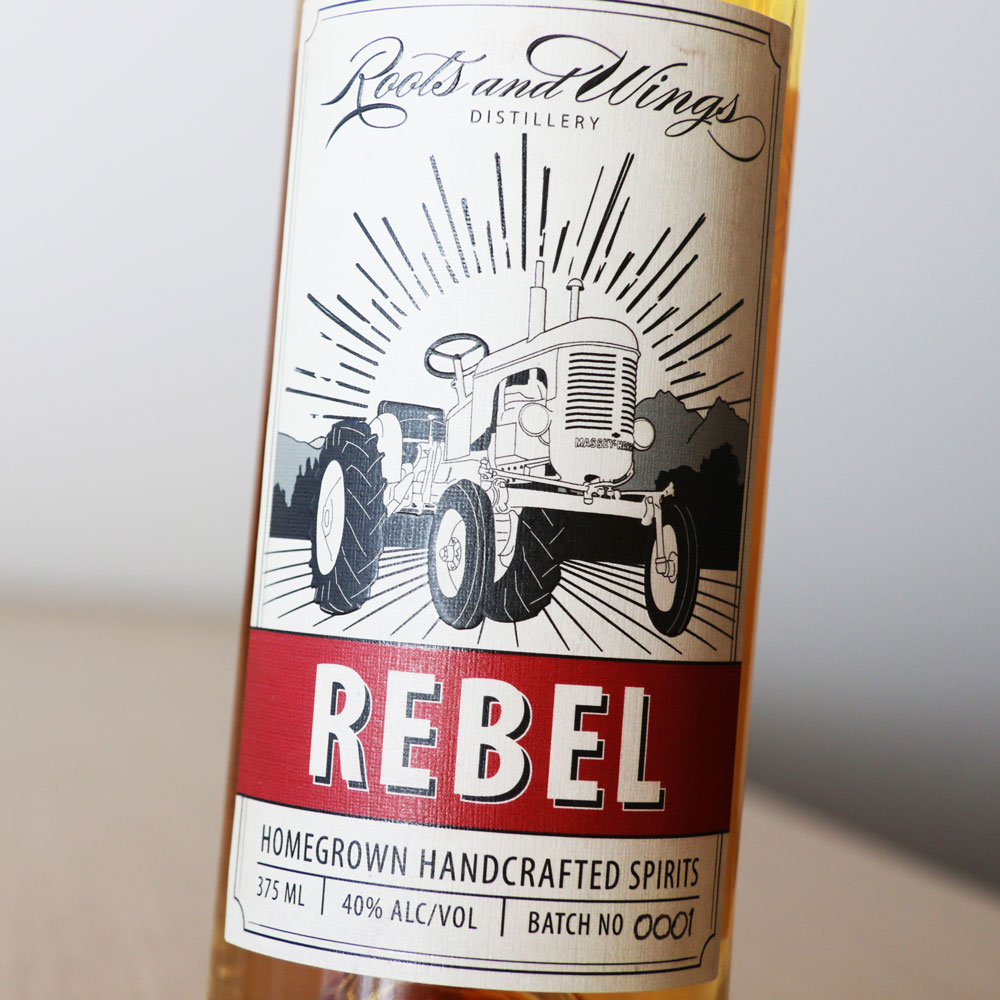 Roots and Wings
DISTILLERY
REBEL
HOMEGROWN HANDCRAFTED SPIRITS
375 ML
40% ALC/VOL
BATCH NO 0001